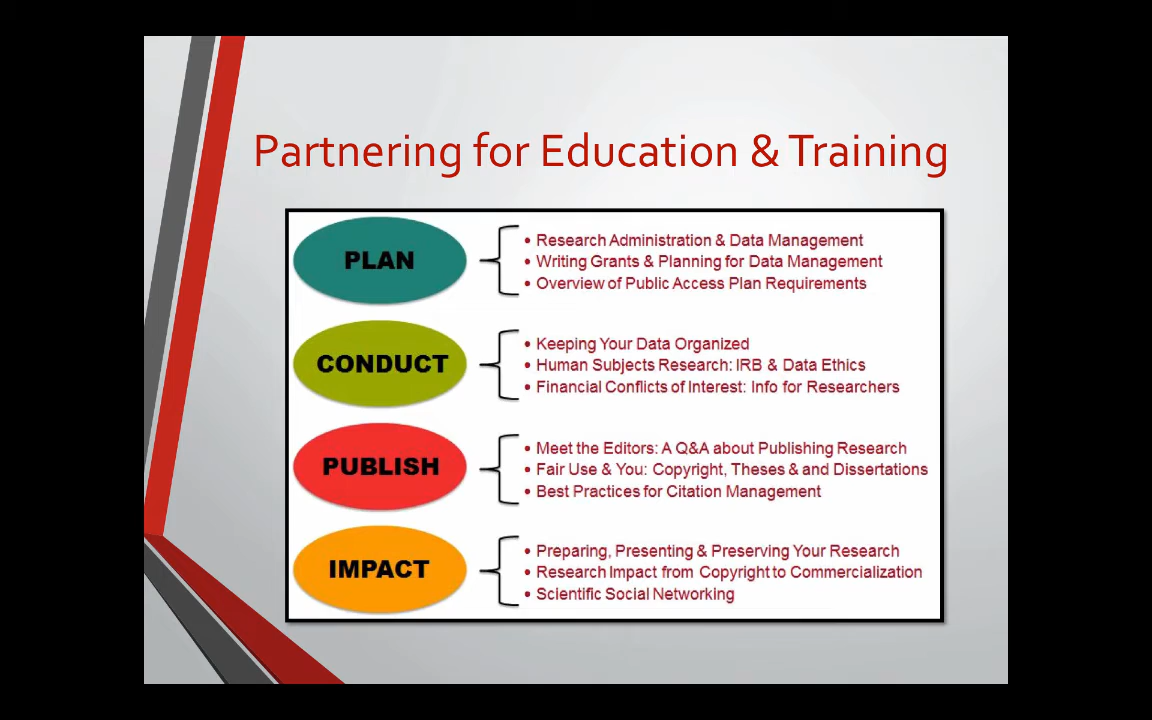 Partnering for Education & Training
PLAN
• Research Administration & Data Management
• Writing Grants & Planning for Data Management
• Overview of Public Access Plan Requirements
CONDUCT
• Keeping Your Data Organized
• Human Subjects Research: IRB & Data Ethics
• Financial Conflicts of Interest: Info for Researchers
PUBLISH
• Meet the Editors: A Q&A about Publishing Research
• Fair Use & You: Copyright, Theses & and Dissertations
• Best Practices for Citation Management
IMPACT
• Preparing, Presenting & Preserving Your Research
• Research Impact from Copyright to Commercialization
• Scientific Social Networking